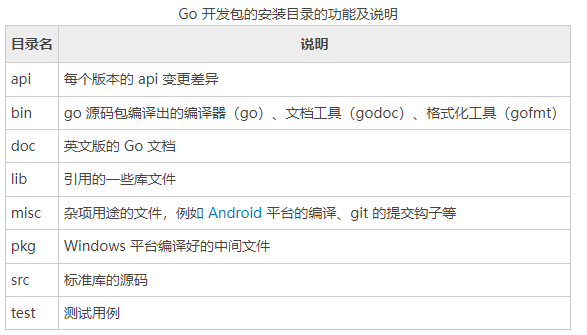 Go 开发包的安装目录的功能及说明
目录名 说明
api 每个版本的 api 变更差异
bin go 源码包编译出的编译器（go）、文档工具（godoc）、格式化工具（gofmt）
doc 英文版的 Go 文档
lib 引用的一些库文件
misc 杂项用途的文件，例如 Android 平台的编译、git 的提交钩子等
pkg Windows 平台编译好的中间文件
src 标准库的源码
test 测试用例